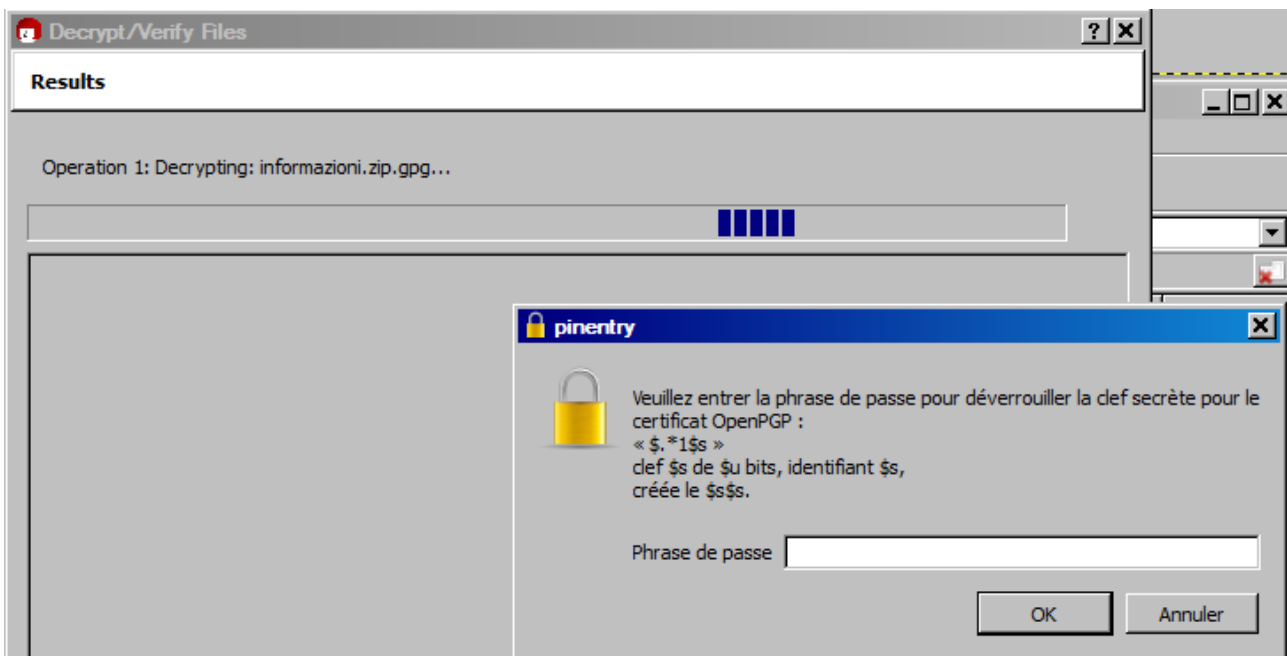 Decrypt/Verify Files
Results
Operation 1: Decrypting: informazioni.zip.gpg...
pinentry
Veuillez entrer la phrase de passe pour déverrouiller la clef secrète pour le
certificat OpenPGP :
« $.*1$s »
clef $s de $u bits, identifiant $s,
créée le $s$s.
Phrase de passe
OK Annuler